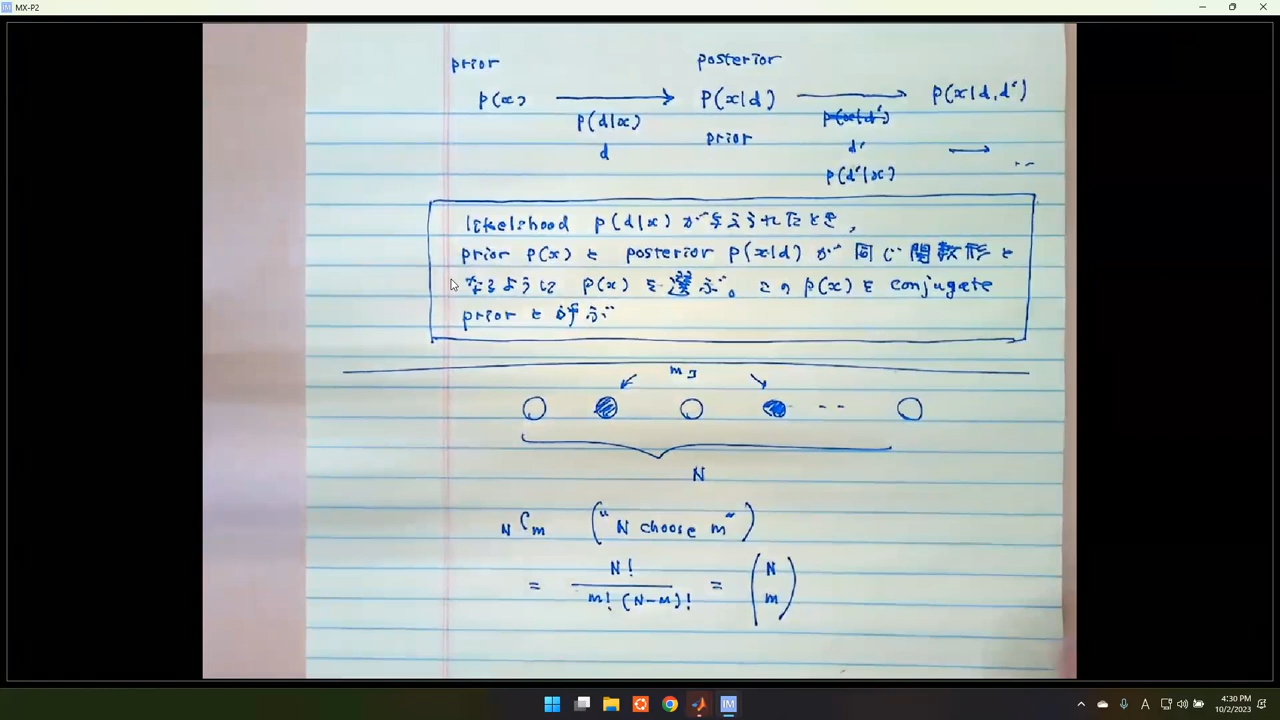 MX-P2
prior
posterior
p(x) → p(x|d) → p(x|d,d')
p(d|x)
p(x|d')
prior
d
d'
p(d'|x)
→ ...
likelihood p(d|x) が与えられたとき,
prior p(x) と posterior p(x|d) が 同じ関数形と
なるように p(x) を選ぶ。この p(x) を conjugate
prior と呼ぶ
mコ
N
NCm ("N choose m")
= N! / m!(N-m)! = (N m)
A
4:30 PM
10/2/2023